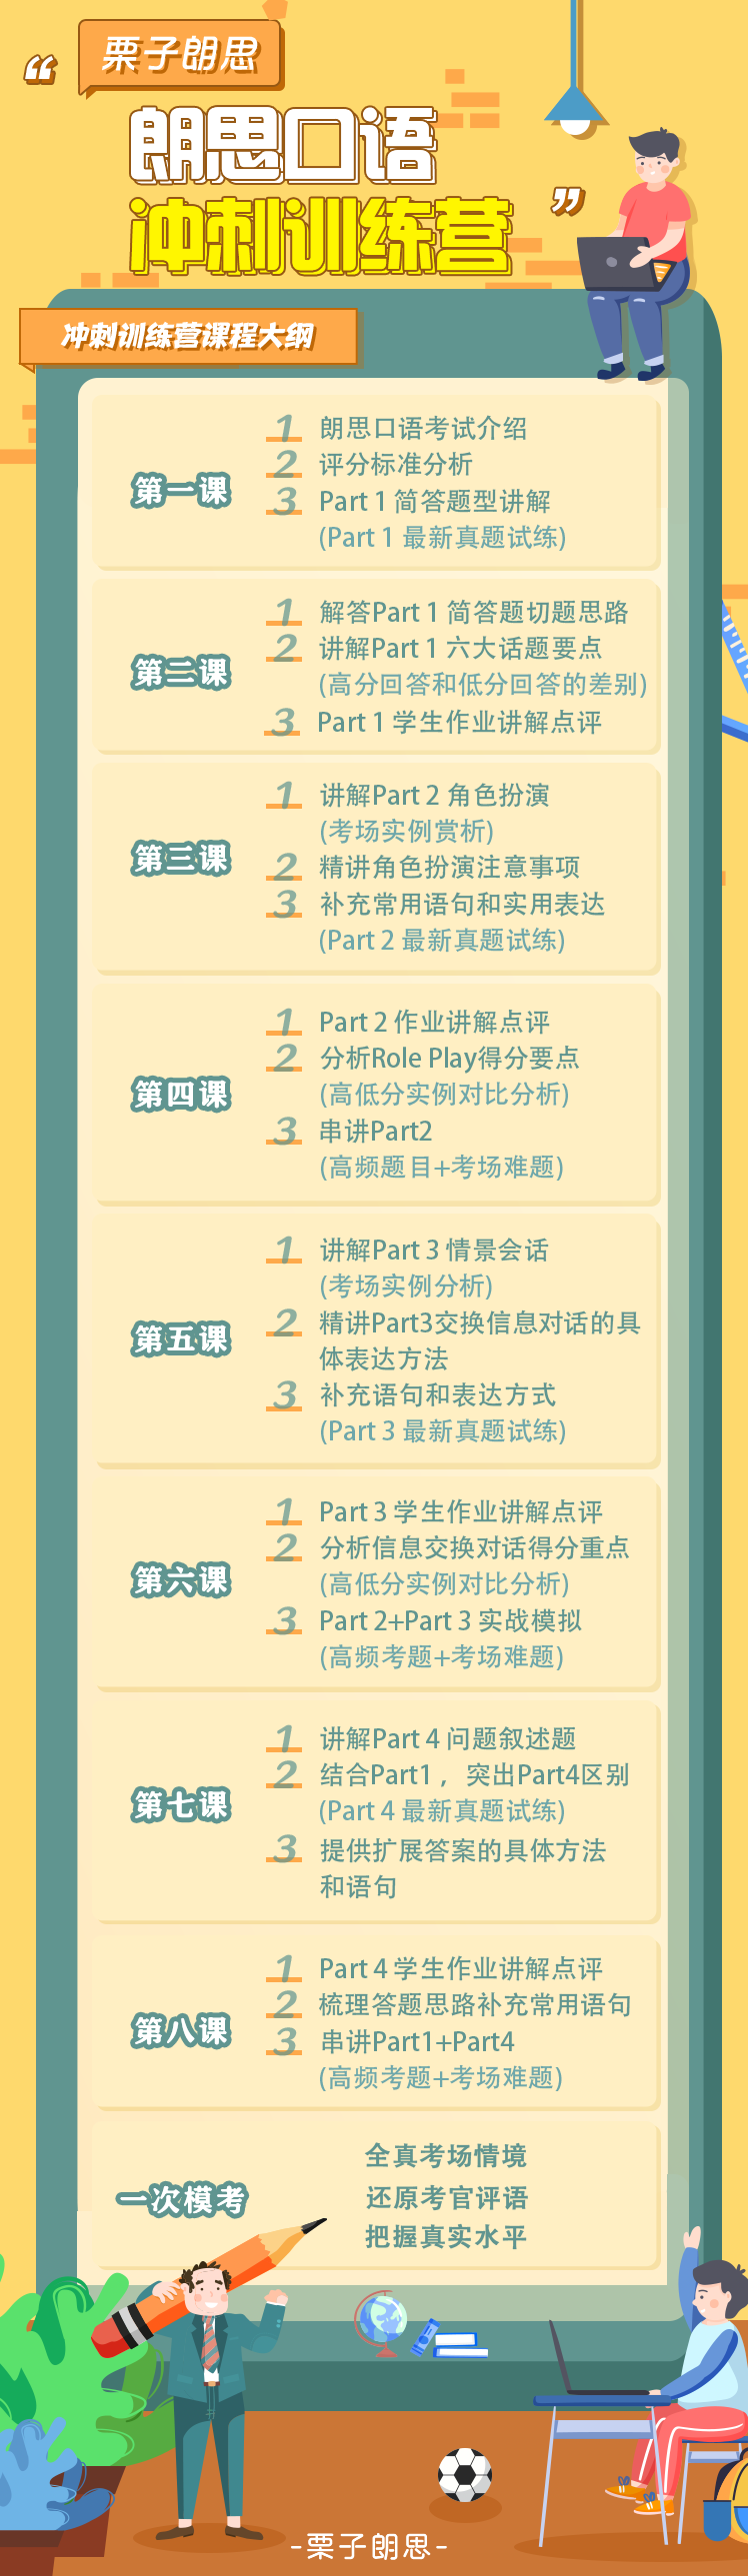 栗子朗思
“
朗思口语
冲刺训练营
”
冲刺训练营课程大纲
第一课
1 朗思口语考试介绍
2 评分标准分析
3 Part 1 简答题型讲解
(Part 1 最新真题试练)
第二课
1 解答Part 1 简答题切题思路
2 讲解Part 1 六大话题要点
(高分回答和低分回答的差别)
3 Part 1 学生作业讲解点评
第三课
1 讲解Part 2 角色扮演
(考场实例赏析)
2 精讲角色扮演注意事项
3 补充常用语句和实用表达
(Part 2 最新真题试练)
第四课
1 Part 2 作业讲解点评
2 分析Role Play得分要点
(高低分实例对比分析)
3 串讲Part2
(高频题目+考场难题)
第五课
1 讲解Part 3 情景会话
(考场实例分析)
2 精讲Part3交换信息对话的具
体表达方法
3 补充语句和表达方式
(Part 3 最新真题试练)
第六课
1 Part 3 学生作业讲解点评
2 分析信息交换对话得分重点
(高低分实例对比分析)
3 Part 2+Part 3 实战模拟
(高频考题+考场难题)
第七课
1 讲解Part 4 问题叙述题
2 结合Part1， 突出Part4区别
(Part 4 最新真题试练)
3 提供扩展答案的具体方法
和语句
第八课
1 Part 4 学生作业讲解点评
2 梳理答题思路补充常用语句
3 串讲Part1+Part4
(高频考题+考场难题)
一次模考
全真考场情境
还原考官评语
把握真实水平
-栗子朗思-